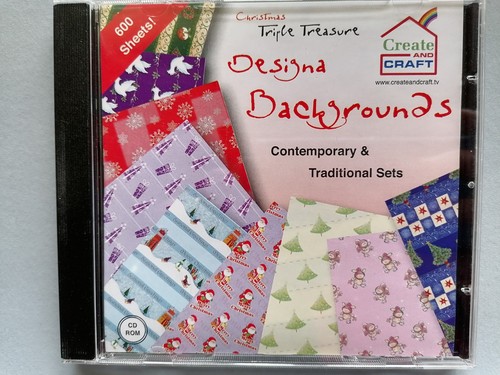 600
Sheets!
Christmas
Triple Treasure
Designa
Backgrounds
Create
AND
CRAFT
www.createandcraft.tv
Contemporary &
Traditional Sets
CD
ROM